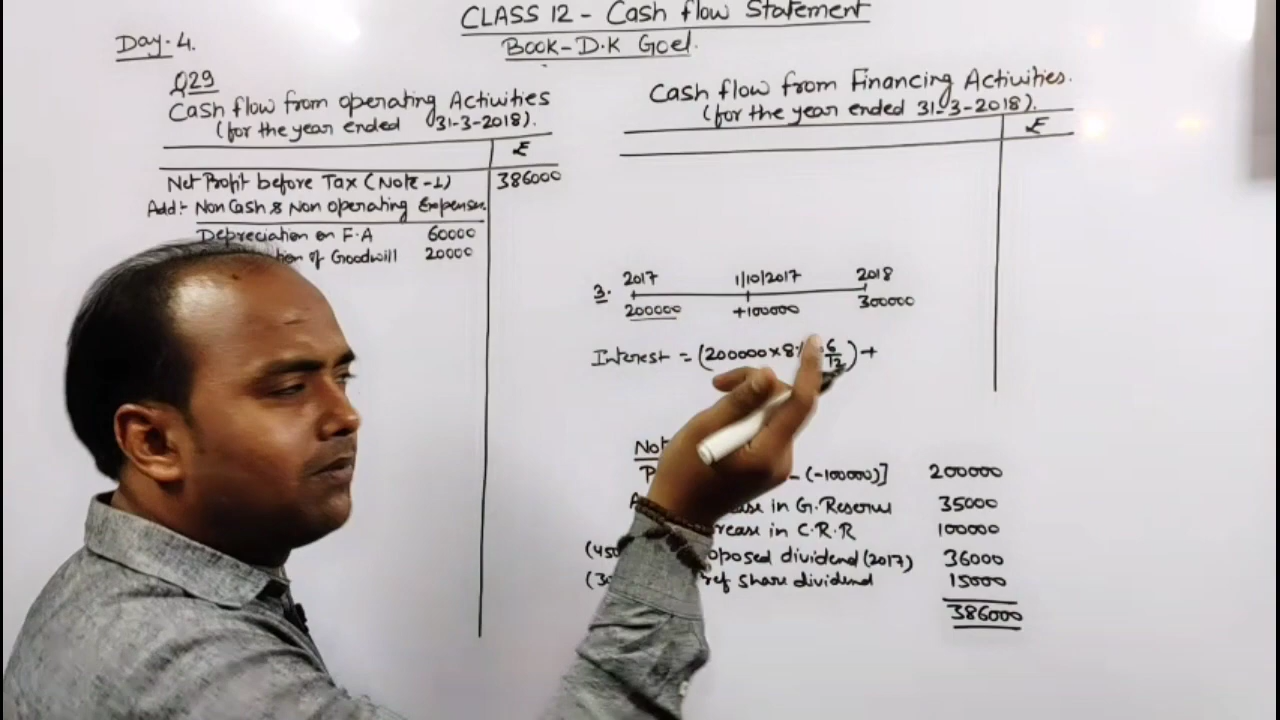 CLASS 12 - Cash flow Statement
Book - D.K Goel.
Day - 4.
Q29
Cash flow from operating Activities
(for the year ended 31-3-2018).
₹
Net Profit before Tax (Note-1) 386000
Add:- Non Cash & Non operating Expenses.
Depreciation on F.A 60000
of Goodwill 20000
Cash flow from Financing Activities.
(for the year ended 31-3-2018).
₹
3. 2017 1/10/2017 2018
200000 +100000 300000
Interest = (200000 × 8% 6/12) +
- (-100000)] 200000
in G. Reserve 35000
in C.R.R 100000
dividend (2017) 36000
share dividend 15000
386000